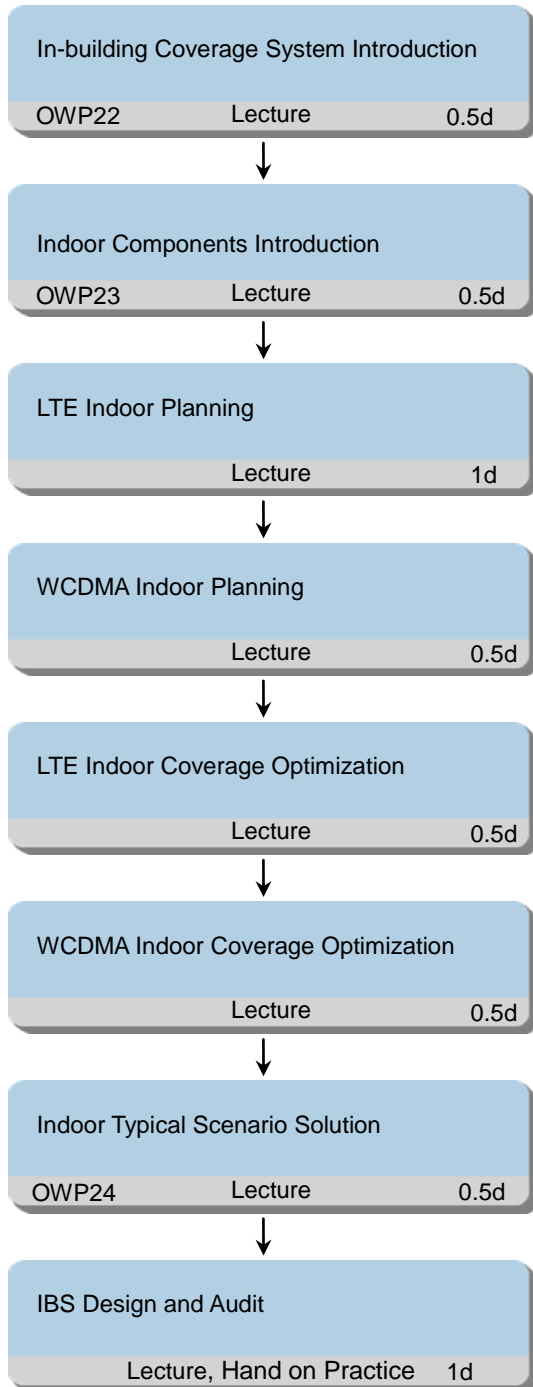 In-building Coverage System Introduction
OWP22 Lecture 0.5d
Indoor Components Introduction
OWP23 Lecture 0.5d
LTE Indoor Planning
Lecture 1d
WCDMA Indoor Planning
Lecture 0.5d
LTE Indoor Coverage Optimization
Lecture 0.5d
WCDMA Indoor Coverage Optimization
Lecture 0.5d
Indoor Typical Scenario Solution
OWP24 Lecture 0.5d
IBS Design and Audit
Lecture, Hand on Practice 1d